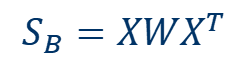 S_B = XWX^T